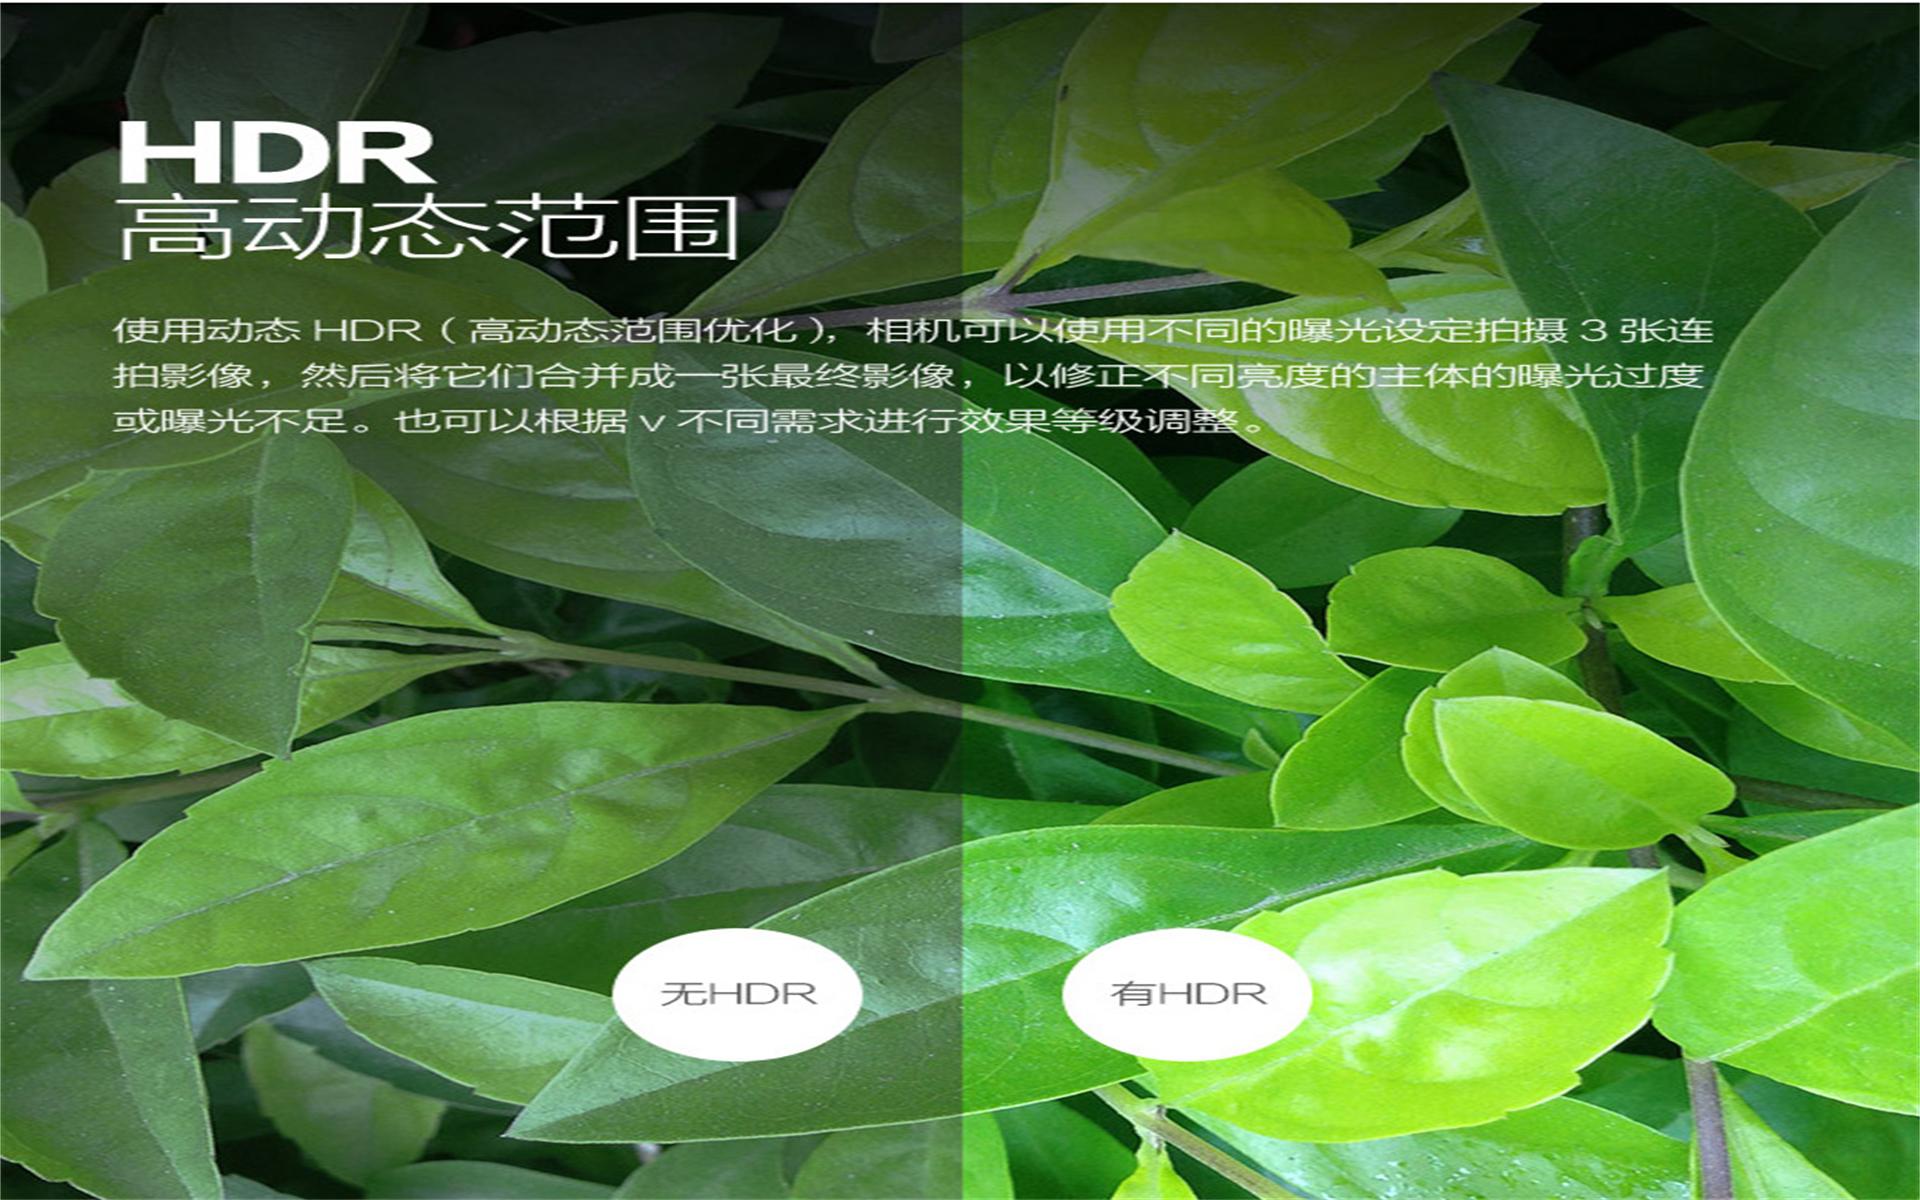 HDR
高动态范围
使用动态 HDR（高动态范围优化），相机可以使用不同的曝光设定拍摄 3 张连
拍影像，然后将它们合并成一张最终影像，以修正不同亮度的主体的曝光过度
或曝光不足。也可以根据 v 不同需求进行效果等级调整。
无HDR
有HDR